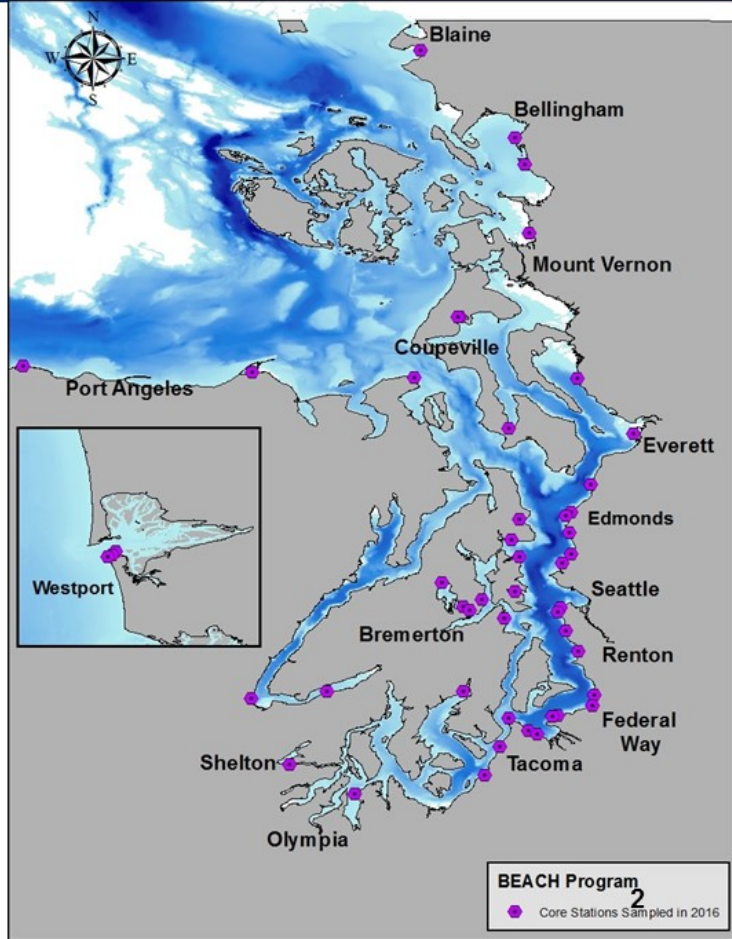 N
W E
S
Blaine
Bellingham
Mount Vernon
Coupeville
Port Angeles
Everett
Edmonds
Westport
Seattle
Bremerton
Renton
Federal
Way
Shelton
Tacoma
Olympia
BEACH Program
2
Core Stations Sampled in 2016